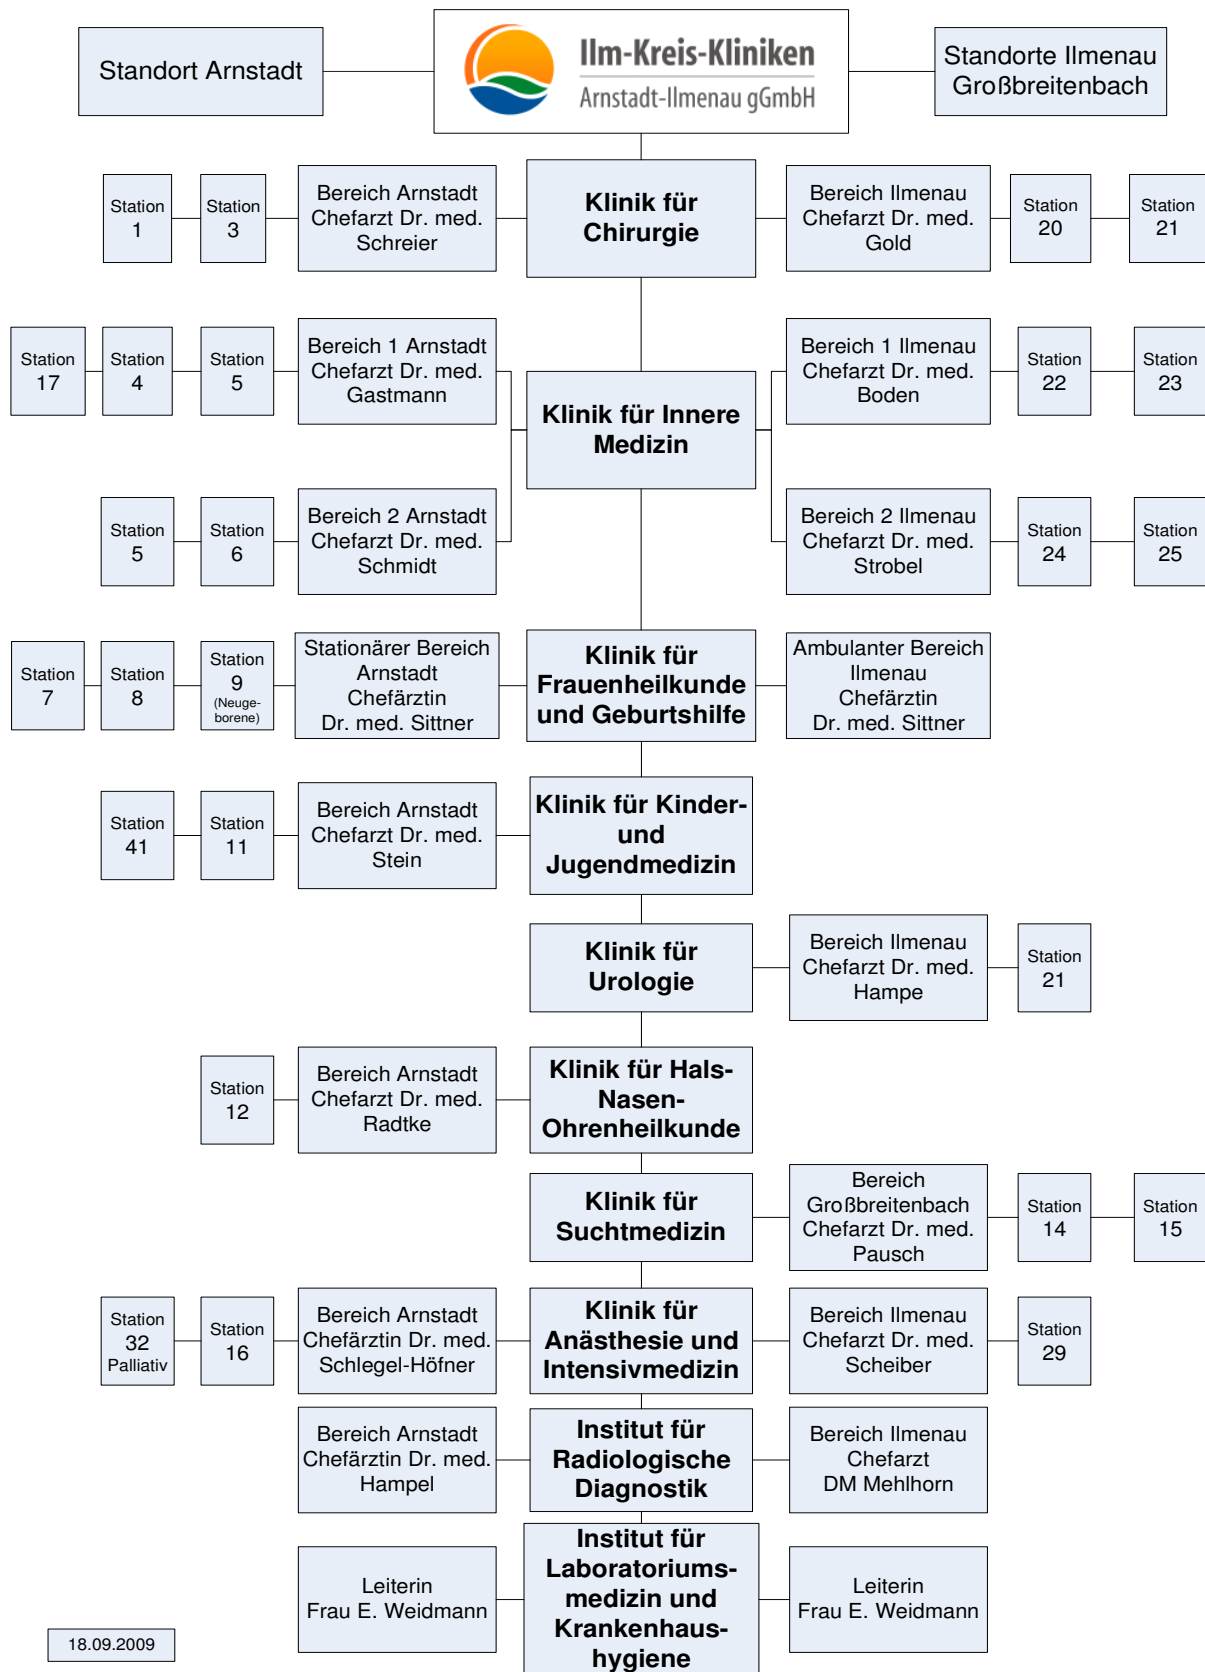 Standort Arnstadt
Ilm-Kreis-Kliniken
Arnstadt-Ilmenau gGmbH
Standorte Ilmenau
Großbreitenbach
Station
1
Station
3
Bereich Arnstadt
Chefarzt Dr. med.
Schreier
Klinik für
Chirurgie
Bereich Ilmenau
Chefarzt Dr. med.
Gold
Station
20
Station
21
Station
17
Station
4
Station
5
Bereich 1 Arnstadt
Chefarzt Dr. med.
Gastmann
Klinik für Innere
Medizin
Bereich 1 Ilmenau
Chefarzt Dr. med.
Boden
Station
22
Station
23
Station
5
Station
6
Bereich 2 Arnstadt
Chefarzt Dr. med.
Schmidt
Bereich 2 Ilmenau
Chefarzt Dr. med.
Strobel
Station
24
Station
25
Station
7
Station
8
Station
9
(Neuge-
borene)
Stationärer Bereich
Arnstadt
Chefärztin
Dr. med. Sittner
Klinik für
Frauenheilkunde
und Geburtshilfe
Ambulanter Bereich
Ilmenau
Chefärztin
Dr. med. Sittner
Station
41
Station
11
Bereich Arnstadt
Chefarzt Dr. med.
Stein
Klinik für Kinder-
und
Jugendmedizin
Klinik für
Urologie
Bereich Ilmenau
Chefarzt Dr. med.
Hampe
Station
21
Station
12
Bereich Arnstadt
Chefarzt Dr. med.
Radtke
Klinik für Hals-
Nasen-
Ohrenheilkunde
Klinik für
Suchtmedizin
Bereich
Großbreitenbach
Chefarzt Dr. med.
Pausch
Station
14
Station
15
Station
32
Palliativ
Station
16
Bereich Arnstadt
Chefärztin Dr. med.
Schlegel-Höfner
Klinik für
Anästhesie und
Intensivmedizin
Bereich Ilmenau
Chefarzt Dr. med.
Scheiber
Station
29
Bereich Arnstadt
Chefärztin Dr. med.
Hampel
Institut für
Radiologische
Diagnostik
Bereich Ilmenau
Chefarzt
DM Mehlhorn
Leiterin
Frau E. Weidmann
Institut für
Laboratoriums-
medizin und
Krankenhaus-
hygiene
Leiterin
Frau E. Weidmann
18.09.2009